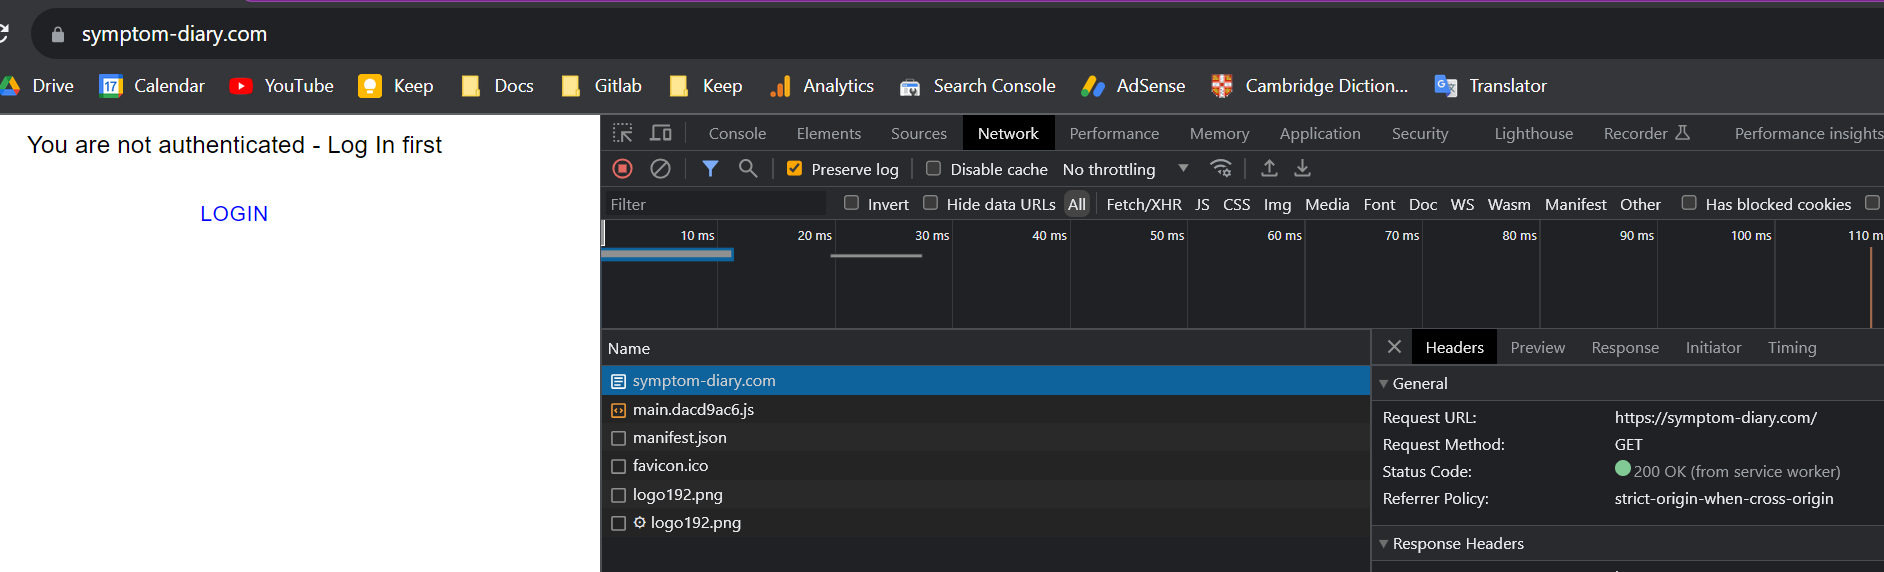 symptom-diary.com
Drive Calendar YouTube Keep Docs Gitlab Keep Analytics Search Console AdSense Cambridge Diction... Translator
You are not authenticated - Log In first
LOGIN
Console Elements Sources Network Performance Memory Application Security Lighthouse Recorder Performance insights
Preserve log Disable cache No throttling
Filter Invert Hide data URLs All Fetch/XHR JS CSS Img Media Font Doc WS Wasm Manifest Other Has blocked cookies
10 ms 20 ms 30 ms 40 ms 50 ms 60 ms 70 ms 80 ms 90 ms 100 ms 110 m
Name
symptom-diary.com
main.dacd9ac6.js
manifest.json
favicon.ico
logo192.png
logo192.png
Headers Preview Response Initiator Timing
General
Request URL: https://symptom-diary.com/
Request Method: GET
Status Code: 200 OK (from service worker)
Referrer Policy: strict-origin-when-cross-origin
Response Headers